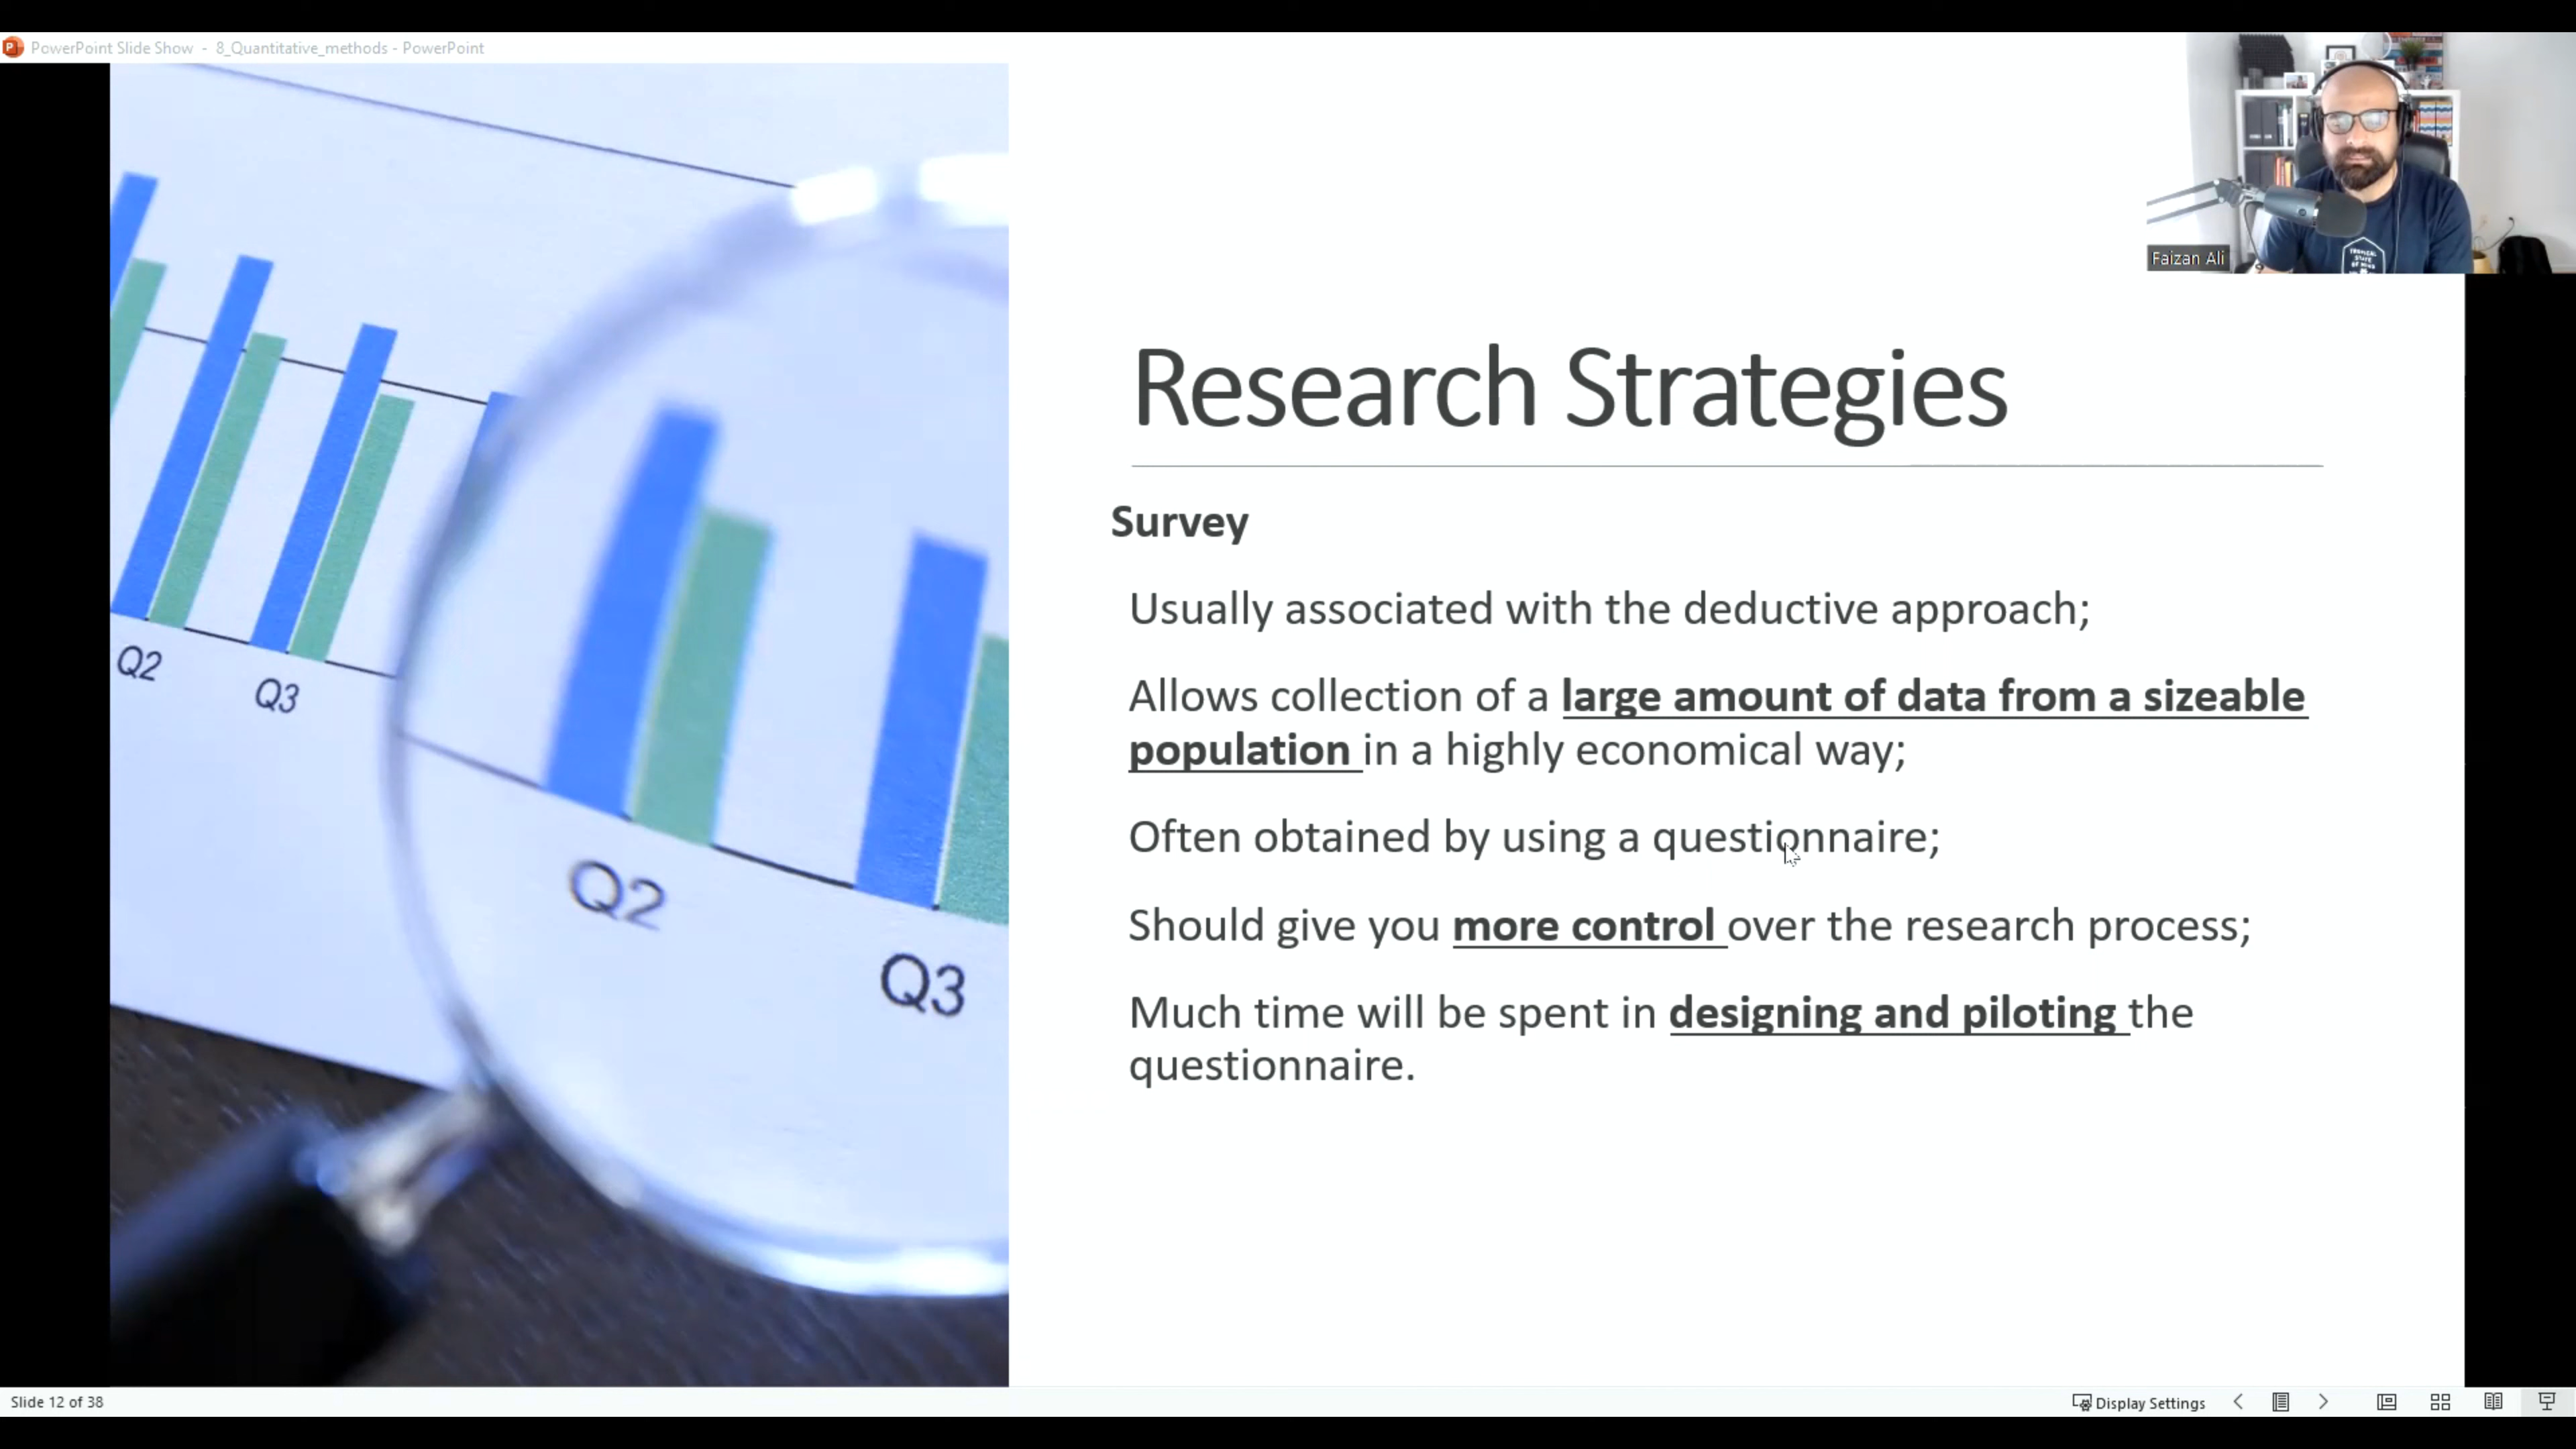 PowerPoint Slide Show - 8_Quantitative_methods - PowerPoint
Faizan Ali
Q2
Q3
Q2
Q3
Research Strategies
Survey
Usually associated with the deductive approach;
Allows collection of a large amount of data from a sizeable
population in a highly economical way;
Often obtained by using a questionnaire;
Should give you more control over the research process;
Much time will be spent in designing and piloting the
questionnaire.
Slide 12 of 38
Display Settings